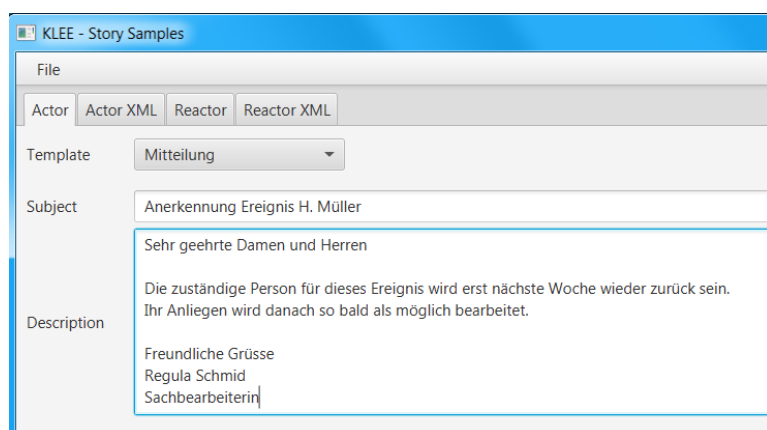 KLEE - Story Samples
File
Actor Actor XML Reactor Reactor XML
Template Mitteilung
Subject Anerkennung Ereignis H. Müller
Description
Sehr geehrte Damen und Herren
Die zuständige Person für dieses Ereignis wird erst nächste Woche wieder zurück sein.
Ihr Anliegen wird danach so bald als möglich bearbeitet.
Freundliche Grüsse
Regula Schmid
Sachbearbeiterin